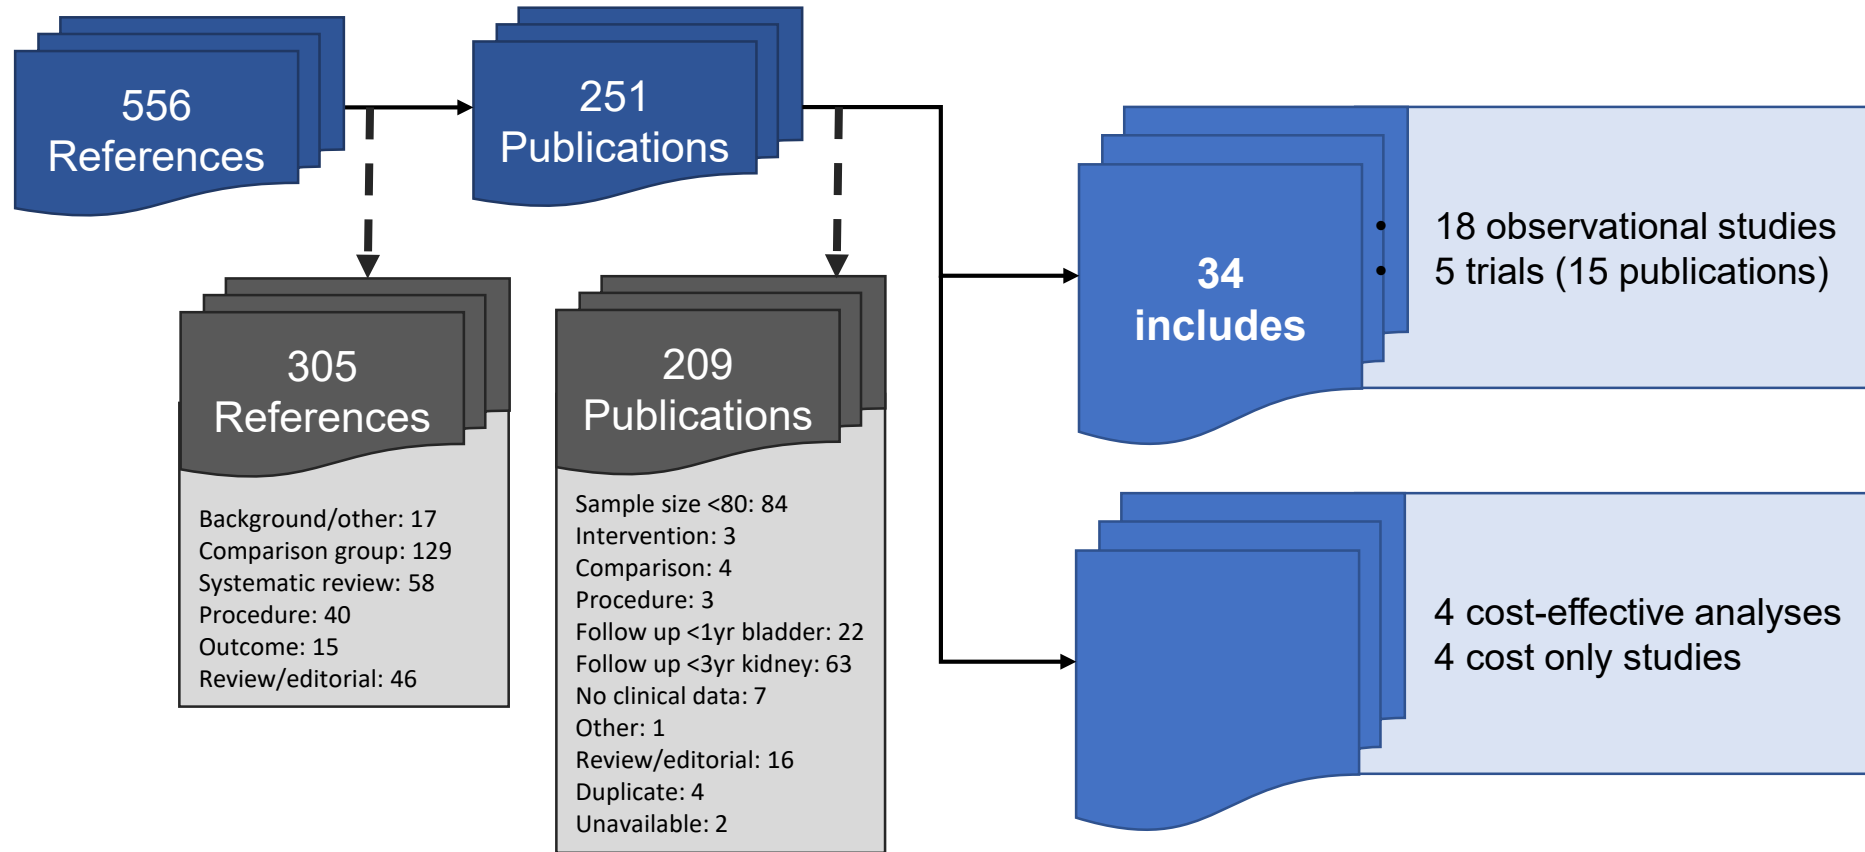 556
References
251
Publications
305
References
Background/other: 17
Comparison group: 129
Systematic review: 58
Procedure: 40
Outcome: 15
Review/editorial: 46
209
Publications
Sample size <80: 84
Intervention: 3
Comparison: 4
Procedure: 3
Follow up <1yr bladder: 22
Follow up <3yr kidney: 63
No clinical data: 7
Other: 1
Review/editorial: 16
Duplicate: 4
Unavailable: 2
34
includes
• 18 observational studies
• 5 trials (15 publications)
4 cost-effective analyses
4 cost only studies